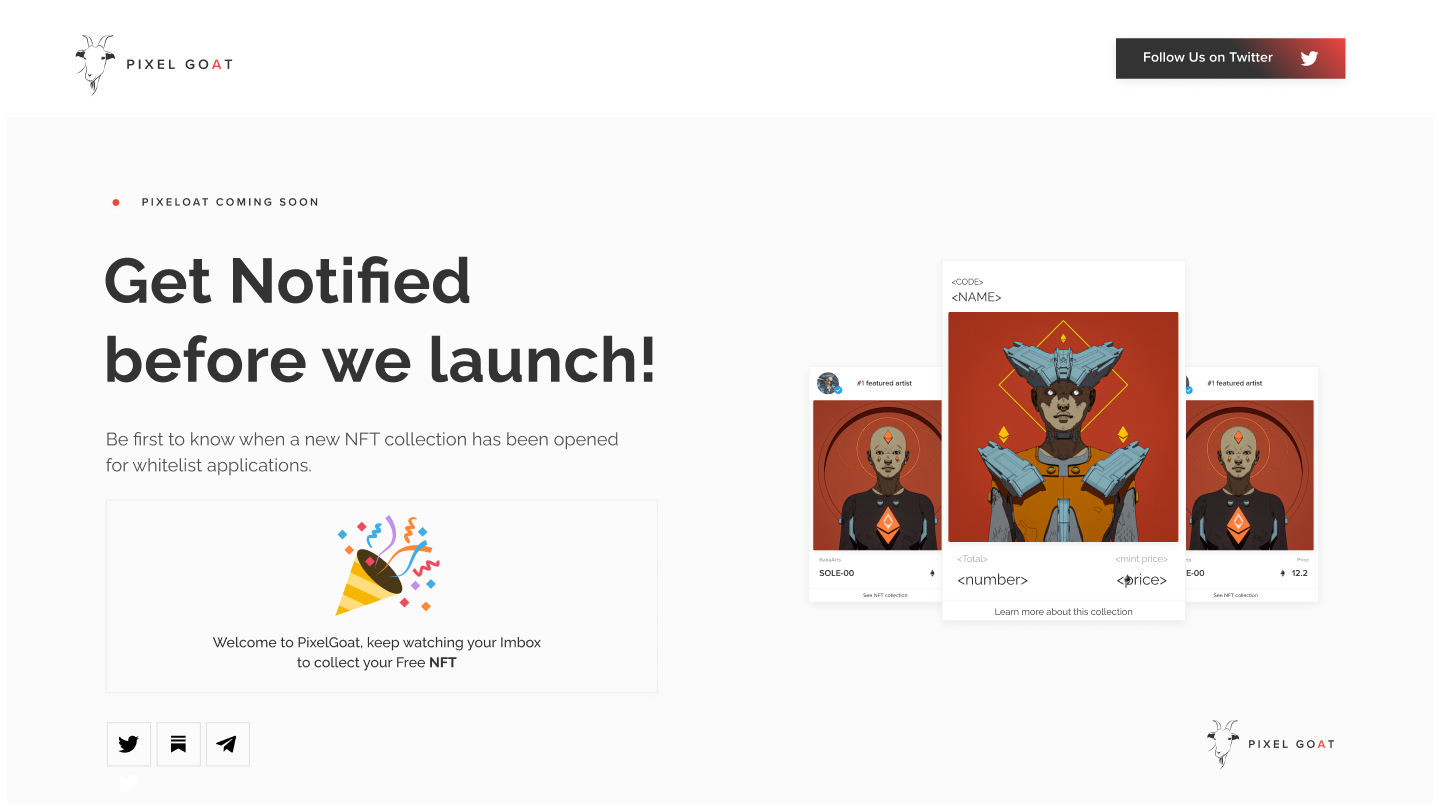 PIXEL GOAT
Follow Us on Twitter
PIXELOAT COMING SOON
Get Notified
before we launch!
Be first to know when a new NFT collection has been opened
for whitelist applications.
Welcome to PixelGoat, keep watching your Imbox
to collect your Free NFT
<CODE>
<NAME>
<Total>
<mint price>
<number>
<price>
Learn more about this collection
#1 featured artist
BakaArts
SOLE-00
See NFT collection
#1 featured artist
Price
E-00
12.2
See NFT collection
PIXEL GOAT